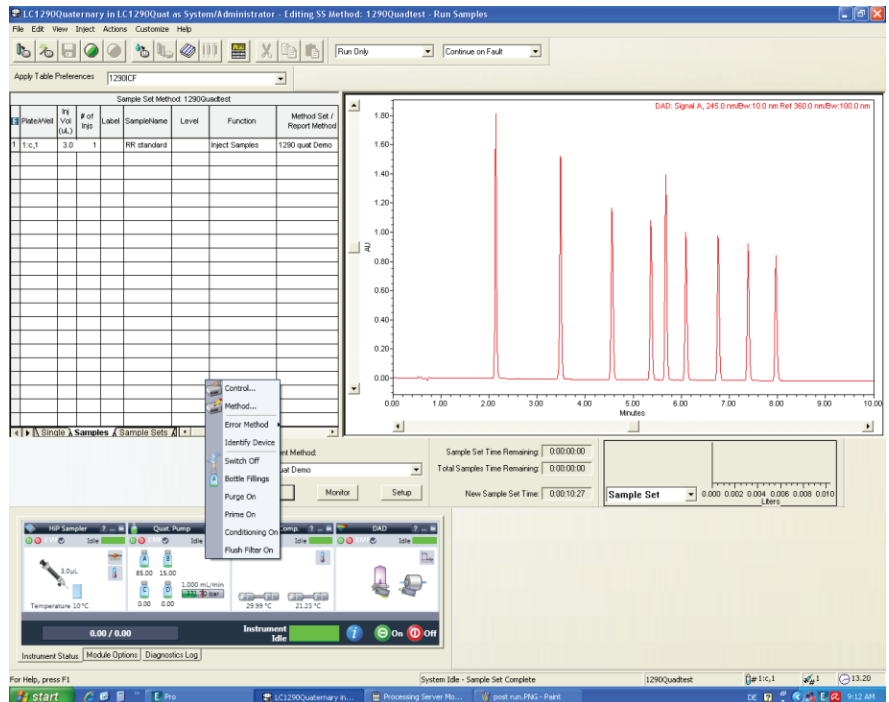 LC1290Quaternary in LC1290Quat as System/Administrator - Editing SS Method: 1290Quadtest - Run Samples
File Edit View Inject Actions Customize Help
Run Only
Continue on Fault
Apply Table Preferences
1290ICF
Sample Set Method: 1290Quadtest
Plate/Well Inj Vol (uL) # of Injs Label SampleName Level Function Method Set / Report Method
1 1:c,1 3.0 1 RR standard Inject Samples 1290 quat Demo
DAD: Signal A, 245.0 nm/Bw:10.0 nm Ref 360.0 nm/Bw:100.0 nm
1.80
1.60
1.40
1.20
1.00
AU
0.80
0.60
0.40
0.20
0.00
0.00 1.00 2.00 3.00 4.00 5.00 6.00 7.00 8.00 9.00 10.00
Minutes
Single Samples Sample Sets
Control...
Method...
Error Method
Identify Device
Switch Off
Bottle Fillings
Purge On
Prime On
Conditioning On
Flush Filter On
ent Method:
uat Demo
Monitor
Setup
Sample Set Time Remaining: 0:00:00:00
Total Samples Time Remaining: 0:00:00:00
New Sample Set Time: 0:00:10:27
Sample Set
0.000 0.002 0.004 0.006 0.008 0.010
Liters
HiP Sampler
Quat. Pump
Comp.
DAD
EMF Idle
Idle
Idle
A B
85.00 15.00
C D
0.00 0.00
3.0µL
Temperature 10 °C
1.000 mL/min
bar
29.99 °C
21.23 °C
0.00 / 0.00
Instrument
Idle
On
Off
Instrument Status Module Options Diagnostics Log
For Help, press F1
System Idle - Sample Set Complete
1290Quadtest
1:c,1
1
13.20
start
E Pro
LC1290Quaternary in...
Processing Server Ma...
post run.PNG - Paint
DE
9:12 AM